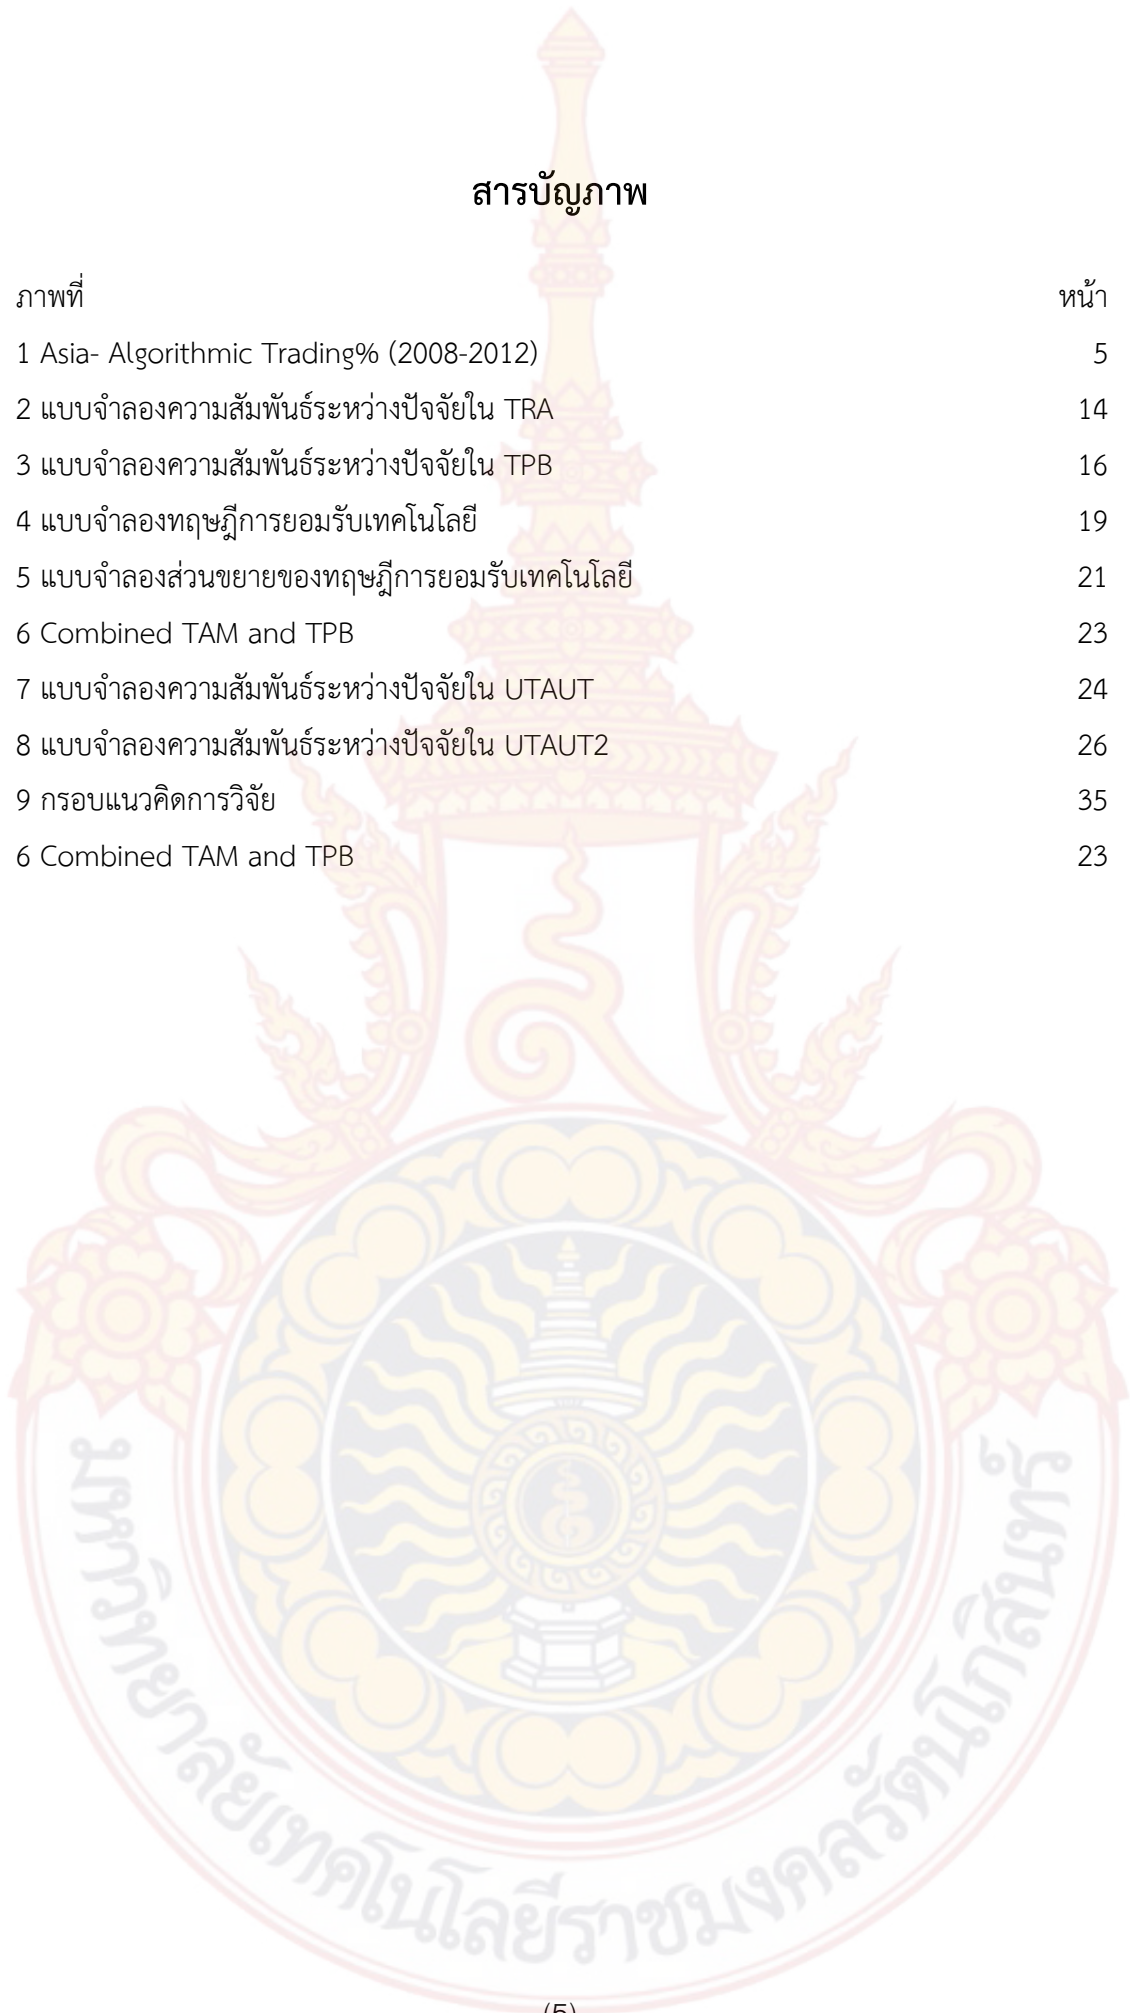 สารบัญภาพ
ภาพที่ หน้า
1 Asia- Algorithmic Trading% (2008-2012) 5
2 แบบจำลองความสัมพันธ์ระหว่างปัจจัยใน TRA 14
3 แบบจำลองความสัมพันธ์ระหว่างปัจจัยใน TPB 16
4 แบบจำลองทฤษฎีการยอมรับเทคโนโลยี 19
5 แบบจำลองส่วนขยายของทฤษฎีการยอมรับเทคโนโลยี 21
6 Combined TAM and TPB 23
7 แบบจำลองความสัมพันธ์ระหว่างปัจจัยใน UTAUT 24
8 แบบจำลองความสัมพันธ์ระหว่างปัจจัยใน UTAUT2 26
9 กรอบแนวคิดการวิจัย 35
6 Combined TAM and TPB 23
มหาวิทยาลัยเทคโนโลยีราชมงคลรัตนโกสินทร์
(5)